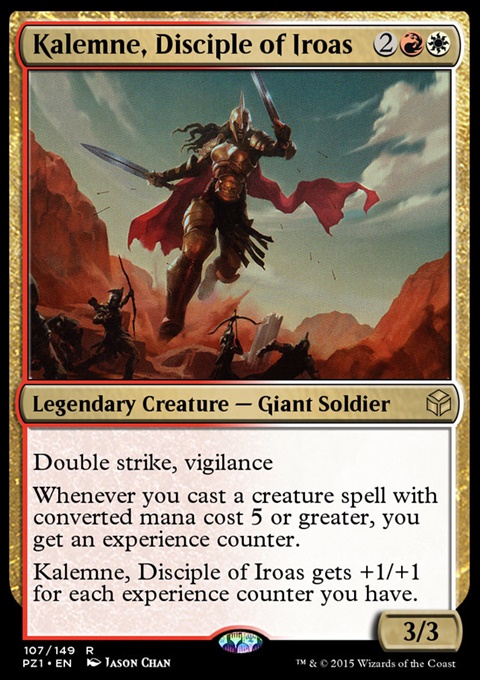 Kalemne, Disciple of Iroas 2
Legendary Creature — Giant Soldier
Double strike, vigilance
Whenever you cast a creature spell with
converted mana cost 5 or greater, you
get an experience counter.
Kalemne, Disciple of Iroas gets +1/+1
for each experience counter you have.
3/3
107/149 R
PZ1 • EN Jason Chan
™ & © 2015 Wizards of the Coast